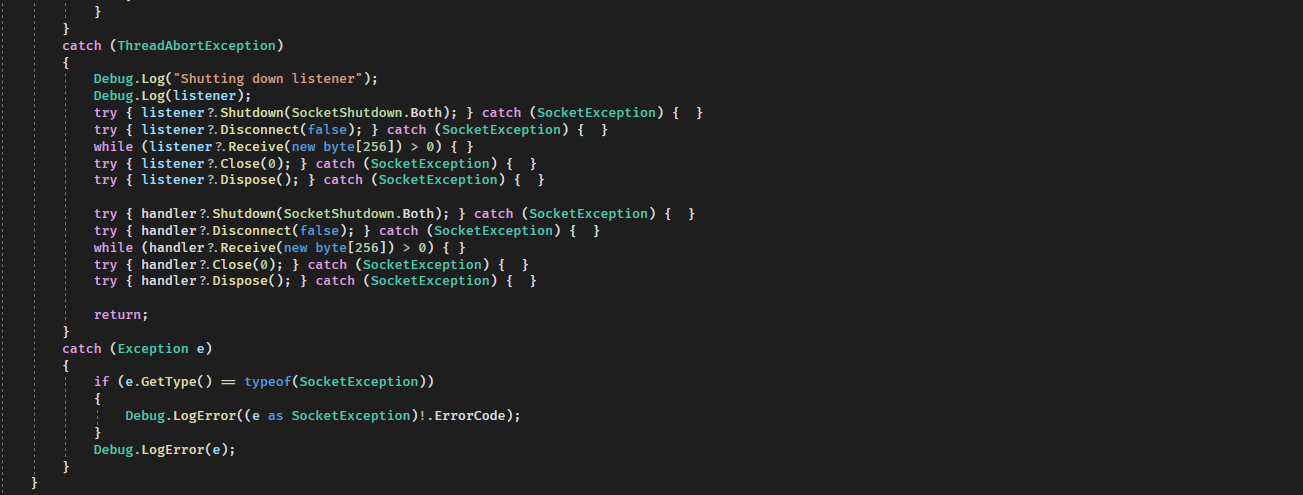 }
}
catch (ThreadAbortException)
{
Debug.Log("Shutting down listener");
Debug.Log(listener);
try { listener?.Shutdown(SocketShutdown.Both); } catch (SocketException) {  }
try { listener?.Disconnect(false); } catch (SocketException) {  }
while (listener?.Receive(new byte[256]) > 0) { }
try { listener?.Close(0); } catch (SocketException) {  }
try { listener?.Dispose(); } catch (SocketException) {  }
try { handler?.Shutdown(SocketShutdown.Both); } catch (SocketException) {  }
try { handler?.Disconnect(false); } catch (SocketException) {  }
while (handler?.Receive(new byte[256]) > 0) { }
try { handler?.Close(0); } catch (SocketException) {  }
try { handler?.Dispose(); } catch (SocketException) {  }
return;
}
catch (Exception e)
{
if (e.GetType() == typeof(SocketException))
{
Debug.LogError((e as SocketException)!.ErrorCode);
}
Debug.LogError(e);
}
}